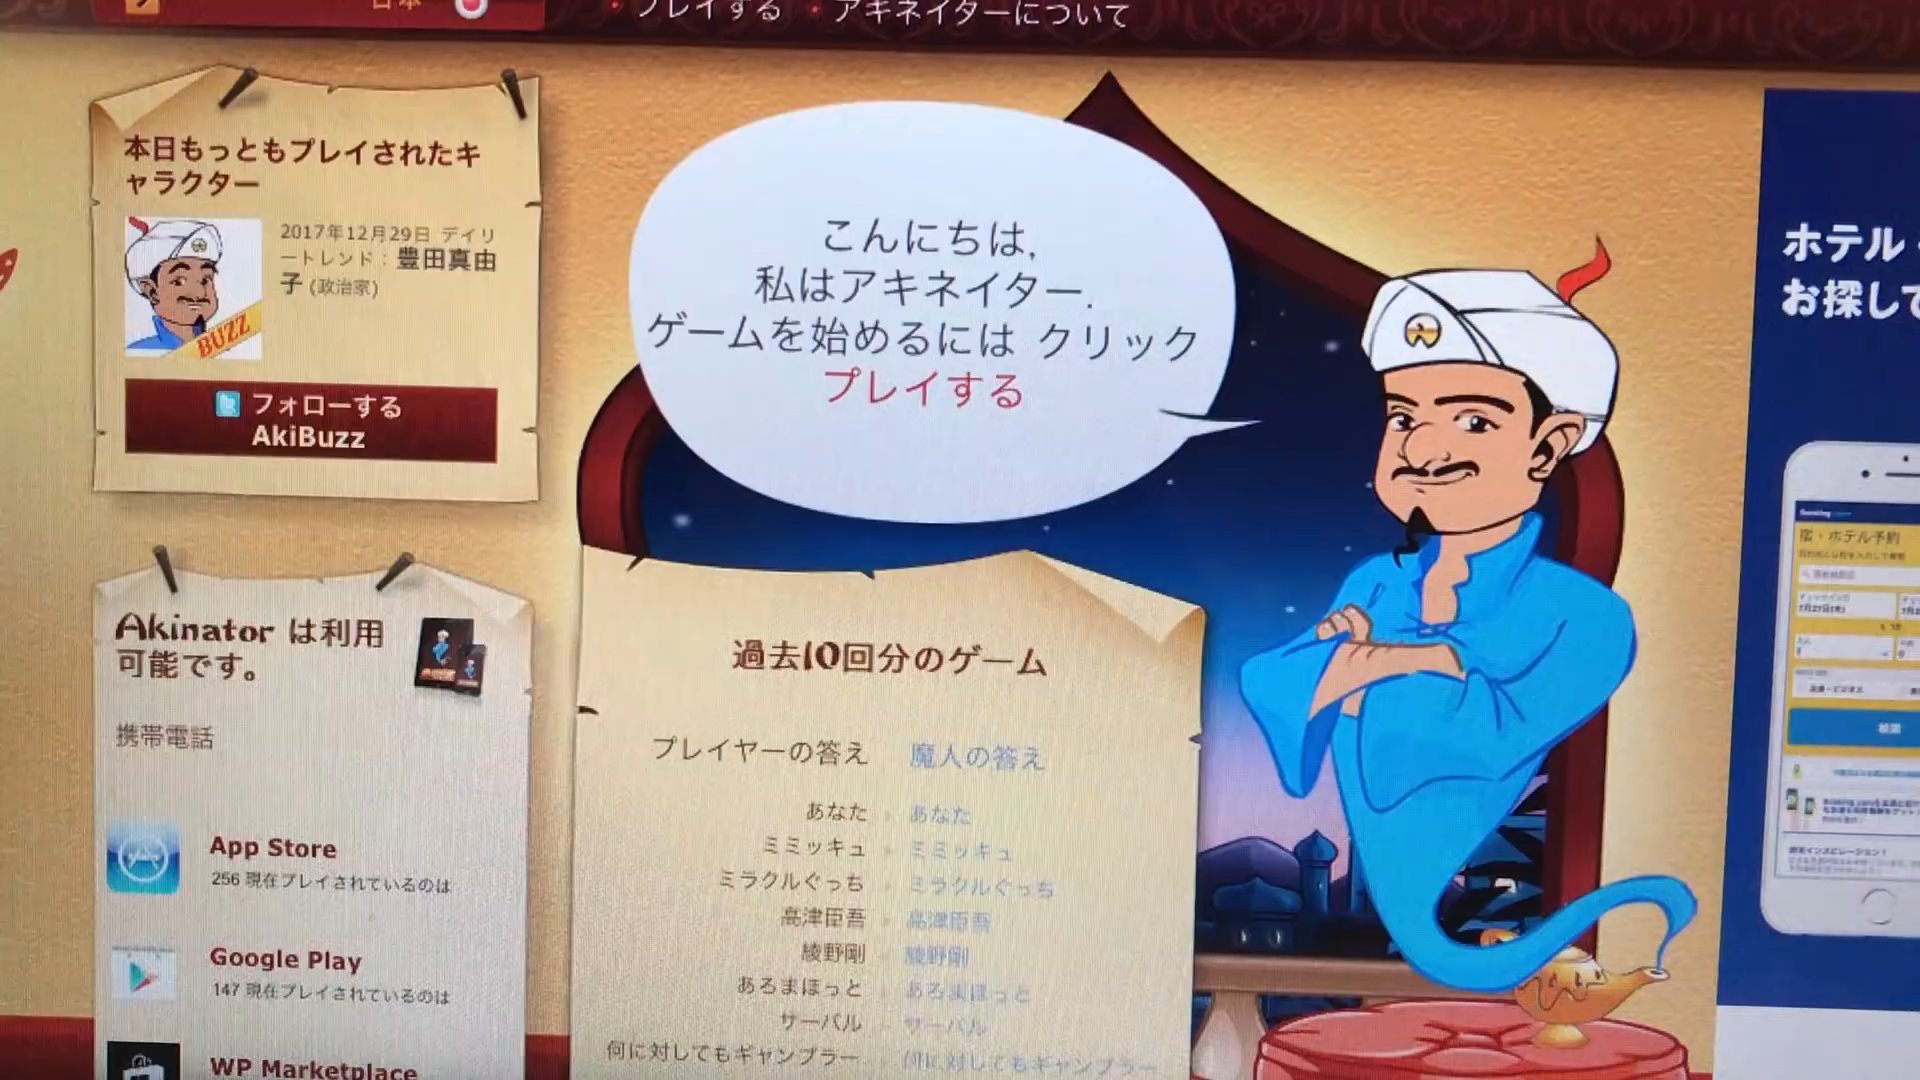 日本
プレイする
アキネイターについて
本日もっともプレイされたキ
ャラクター
2017年12月29日 デイリ
ートレンド : 豊田真由
子 (政治家)
BUZZ
フォローする
AkiBuzz
こんにちは,
私はアキネイター.
ゲームを始めるには クリック
プレイする
ホテル
お探して
Akinator は利用
可能です。
携帯電話
App Store
256 現在プレイされているのは
Google Play
147 現在プレイされているのは
WP Marketplace
過去10回分のゲーム
プレイヤーの答え 魔人の答え
あなた あなた
ミミッキュ ミミッキュ
ミラクルぐっち ミラクルぐっち
高津臣吾 高津臣吾
綾野剛 綾野剛
あろまほっと あろまほっと
サーバル サーバル
何に対してもギャンブラー 何に対してもギャンブラー
宿・ホテル予約
検索